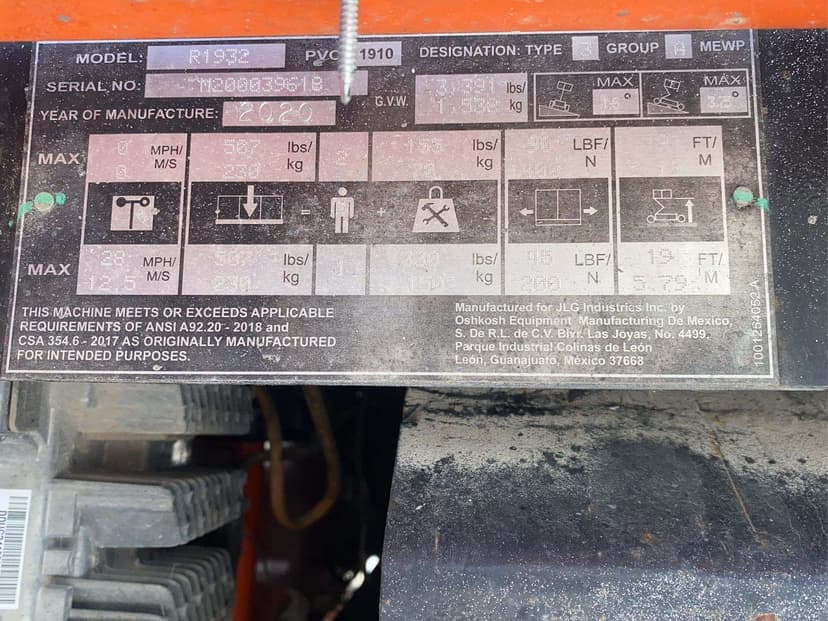 MODEL: R1932 PVC 1910 DESIGNATION: TYPE 3 GROUP A MEWP
SERIAL NO: M200039618
G.V.W. lbs/ kg
MAX MAX
YEAR OF MANUFACTURE: 2020
MAX 0 MPH/ 507 lbs/ 2 lbs/ LBF/ FT/
0 M/S 230 kg kg N M
= +
MAX 28 MPH/ 507 lbs/ 1 lbs/ 45 LBF/ 19 FT/
12.5 M/S 230 kg kg 200 N 5.79 M
THIS MACHINE MEETS OR EXCEEDS APPLICABLE
REQUIREMENTS OF ANSI A92.20 - 2018 and
CSA 354.6 - 2017 AS ORIGINALLY MANUFACTURED
FOR INTENDED PURPOSES.
Manufactured for JLG Industries Inc. by
Oshkosh Equipment Manufacturing De Mexico,
S. De R.L. de C.V. Blvr. Las Joyas, No. 4499,
Parque Industrial Colinas de León
León, Guanajuato, México 37668
1001264052 A